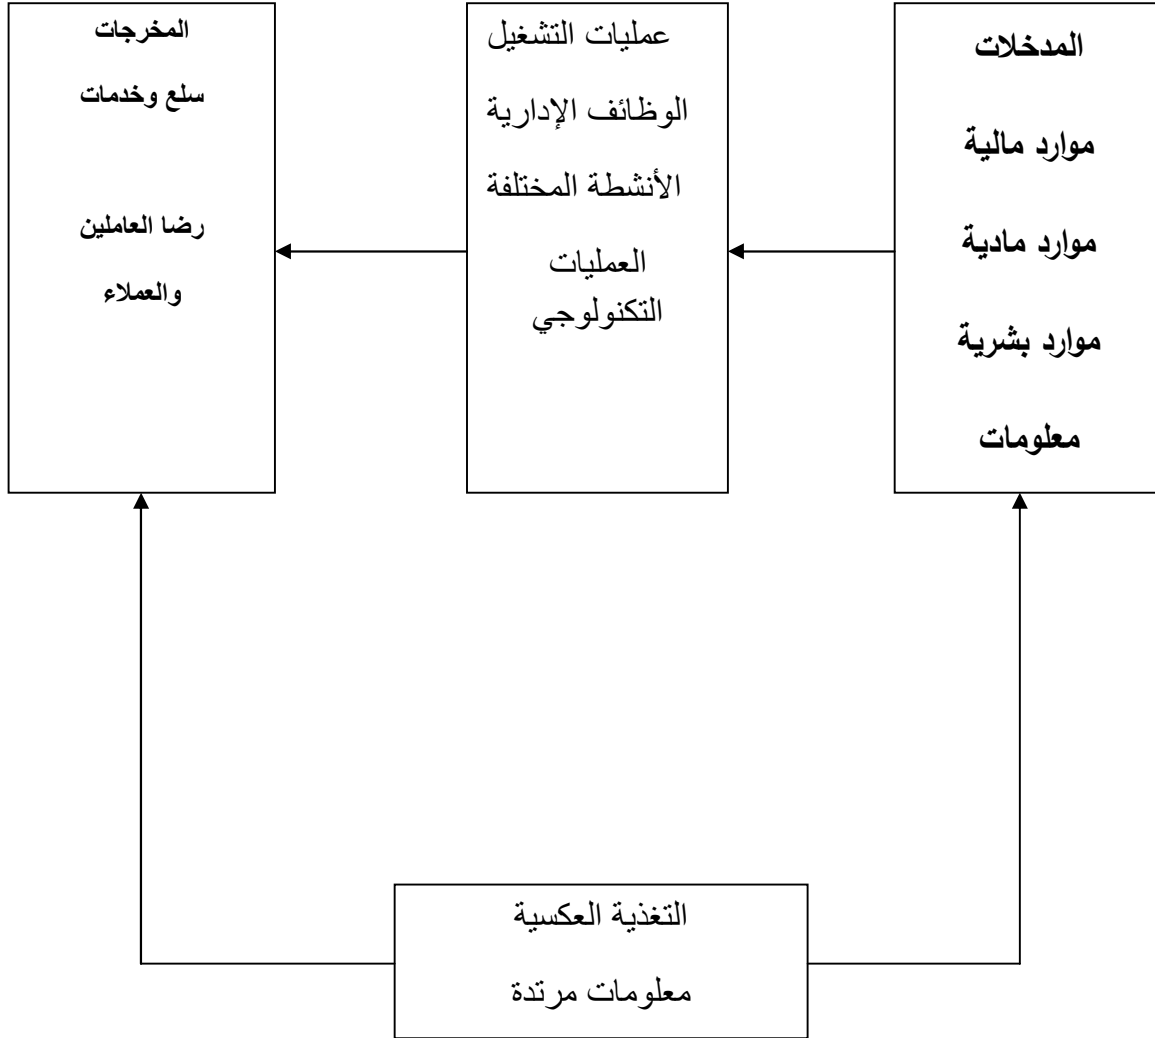 المدخلات
موارد مالية
موارد مادية
موارد بشرية
معلومات
عمليات التشغيل
الوظائف الإدارية
الأنشطة المختلفة
العمليات
التكنولوجي
المخرجات
سلع وخدمات
رضا العاملين
والعملاء
التغذية العكسية
معلومات مرتدة